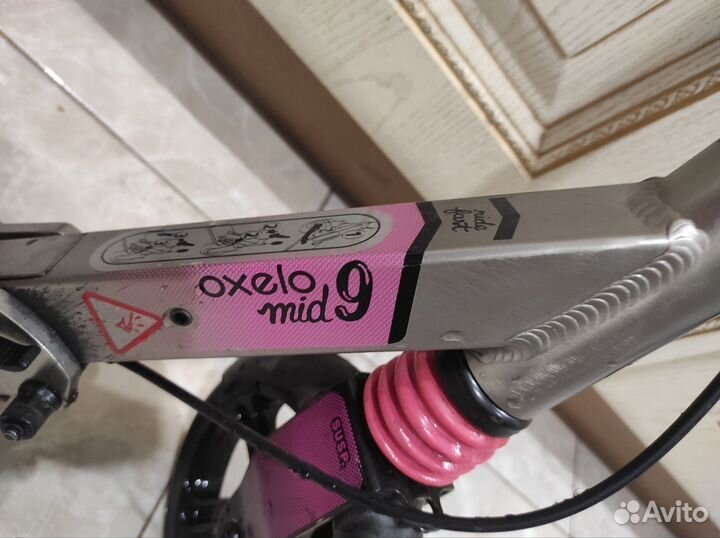 ride
fast
oxelo
mid 9
SUSP.
Avito